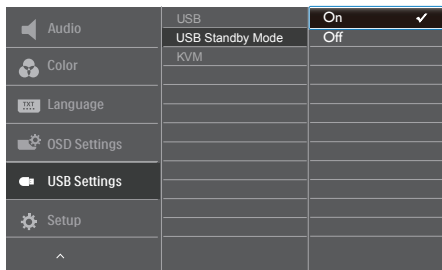 Audio
Color
TXT Language
OSD Settings
USB Settings
Setup
USB
USB Standby Mode
KVM
On ✓
Off